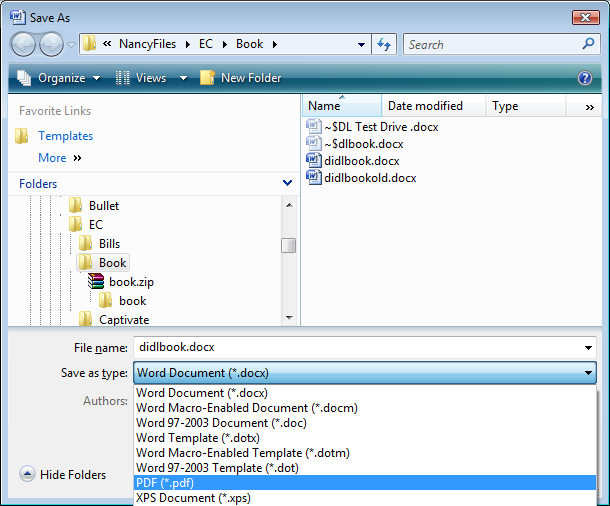 Save As
« NancyFiles EC Book
Search
Organize Views New Folder
Favorite Links
Templates
More »
Folders
Bullet
EC
Bills
Book
book.zip
book
Captivate
Name Date modified Type »
~$DL Test Drive .docx
~$dlbook.docx
didlbook.docx
didlbookold.docx
File name: didlbook.docx
Save as type: Word Document (*.docx)
Authors:
Word Document (*.docx)
Word Macro-Enabled Document (*.docm)
Word 97-2003 Document (*.doc)
Word Template (*.dotx)
Word Macro-Enabled Template (*.dotm)
Word 97-2003 Template (*.dot)
PDF (*.pdf)
XPS Document (*.xps)
Hide Folders